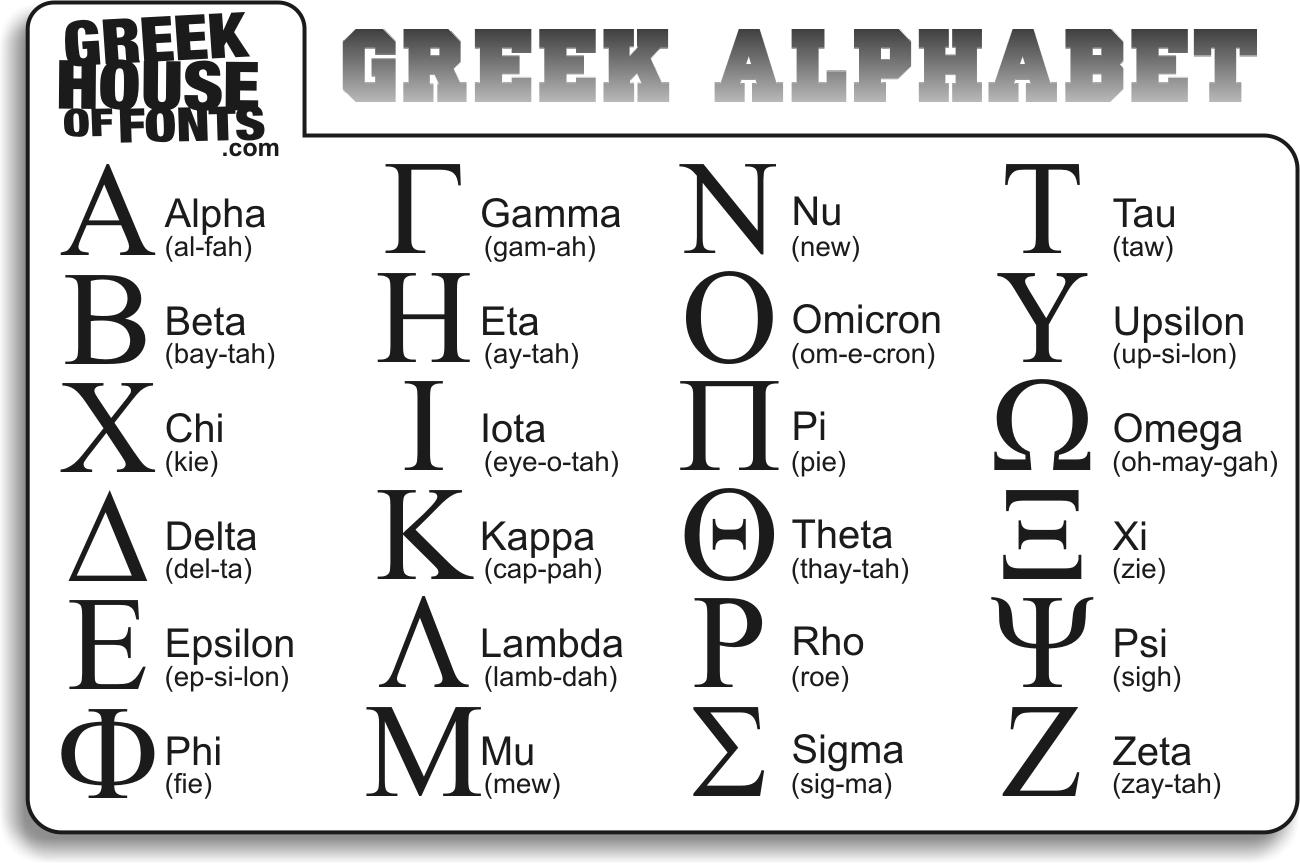 GREEK
HOUSE
OF FONTS
.com
GREEK ALPHABET
Α Alpha
(al-fah)
Β Beta
(bay-tah)
Χ Chi
(kie)
Δ Delta
(del-ta)
Ε Epsilon
(ep-si-lon)
Φ Phi
(fie)
Γ Gamma
(gam-ah)
Η Eta
(ay-tah)
Ι Iota
(eye-o-tah)
Κ Kappa
(cap-pah)
Λ Lambda
(lamb-dah)
Μ Mu
(mew)
Ν Nu
(new)
Ο Omicron
(om-e-cron)
Π Pi
(pie)
Θ Theta
(thay-tah)
Ρ Rho
(roe)
Σ Sigma
(sig-ma)
Τ Tau
(taw)
Υ Upsilon
(up-si-lon)
Ω Omega
(oh-may-gah)
Ξ Xi
(zie)
Ψ Psi
(sigh)
Ζ Zeta
(zay-tah)